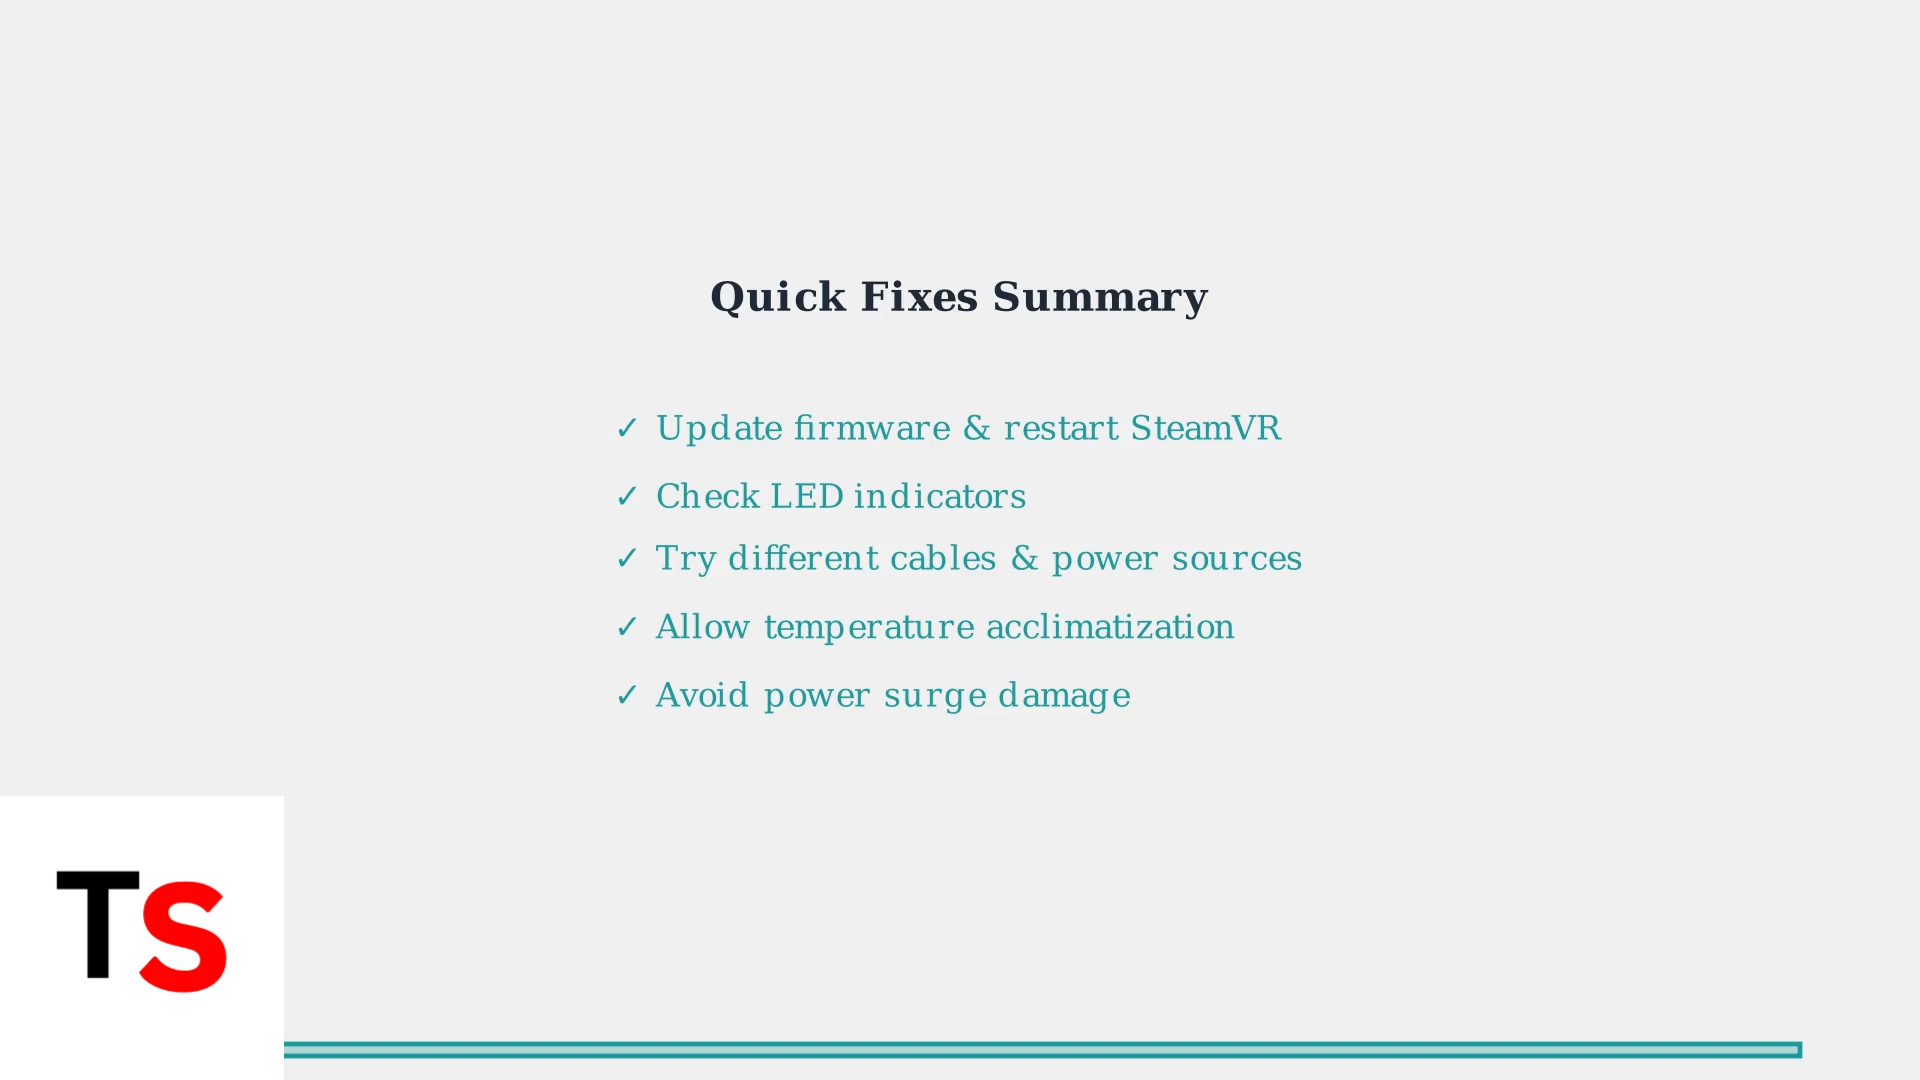 Quick Fixes Summary
✓ Update firmware & restart SteamVR
✓ Check LED indicators
✓ Try different cables & power sources
✓ Allow temperature acclimatization
✓ Avoid power surge damage
TS